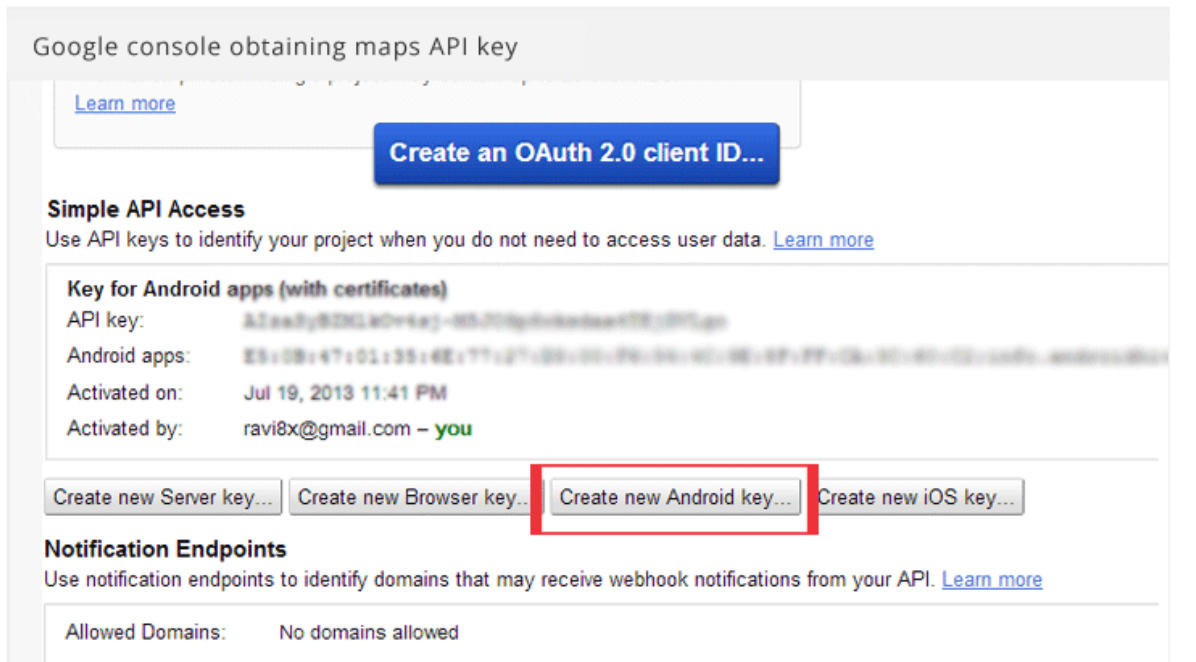 Google console obtaining maps API key
Learn more
Create an OAuth 2.0 client ID...
Simple API Access
Use API keys to identify your project when you do not need to access user data. Learn more
Key for Android apps (with certificates)
API key:
Android apps:
Activated on: Jul 19, 2013 11:41 PM
Activated by: ravi8x@gmail.com – you
Create new Server key... Create new Browser key... Create new Android key... Create new iOS key...
Notification Endpoints
Use notification endpoints to identify domains that may receive webhook notifications from your API. Learn more
Allowed Domains: No domains allowed